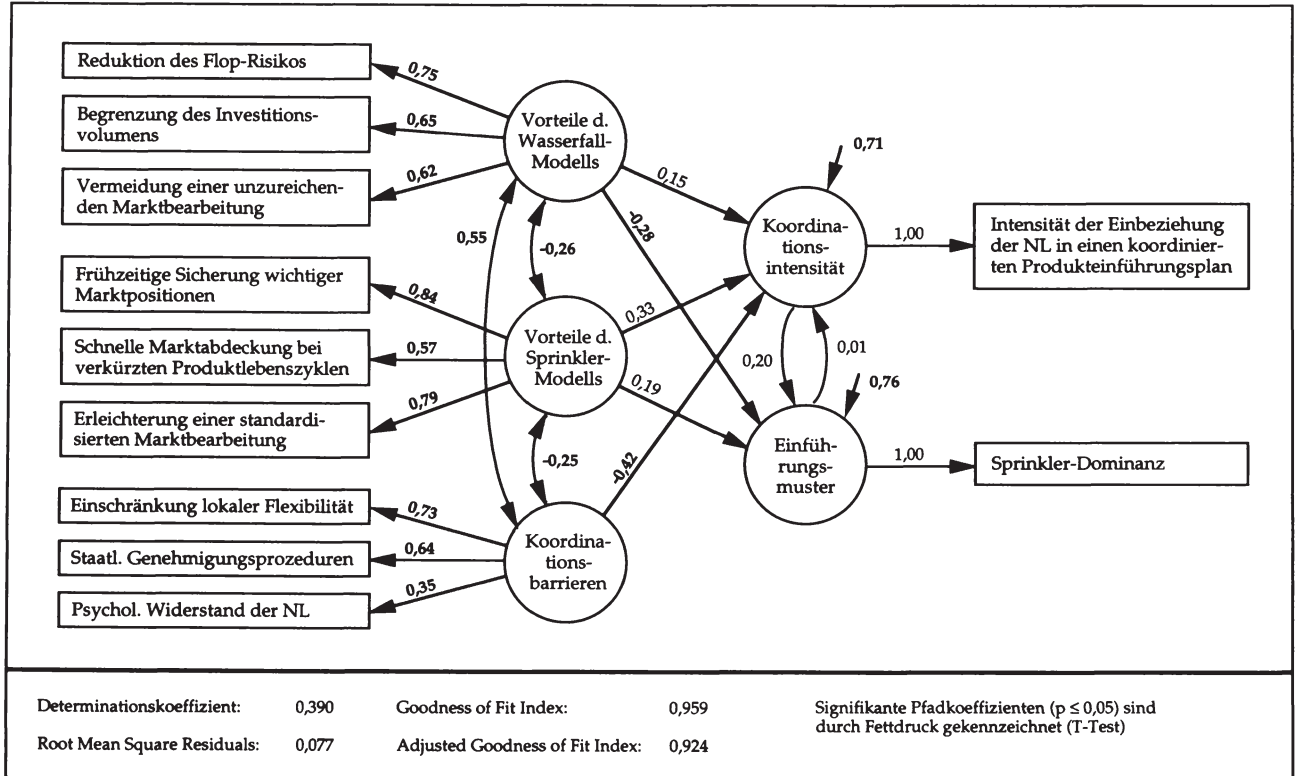 Reduktion des Flop-Risikos
0,75
Begrenzung des Investitions-
volumens
0,65
Vermeidung einer unzureichen-
den Marktbearbeitung
0,62
Vorteile d.
Wasserfall-
Modells
Frühzeitige Sicherung wichtiger
Marktpositionen
0,84
Schnelle Marktabdeckung bei
verkürzten Produktlebenszyklen
0,57
Erleichterung einer standardi-
sierten Marktbearbeitung
0,79
Vorteile d.
Sprinkler-
Modells
Einschränkung lokaler Flexibilität
0,73
Staatl. Genehmigungsprozeduren
0,64
Psychol. Widerstand der NL
0,35
Koordina-
tions-
barrieren
0,55
-0,26
-0,25
0,15
-0,28
0,33
0,19
-0,42
0,71
Koordina-
tions-
intensität
1,00
Intensität der Einbeziehung
der NL in einen koordinier-
ten Produkteinführungsplan
0,20
0,01
0,76
Einfüh-
rungs-
muster
1,00
Sprinkler-Dominanz
Determinationskoeffizient: 0,390
Root Mean Square Residuals: 0,077
Goodness of Fit Index: 0,959
Adjusted Goodness of Fit Index: 0,924
Signifikante Pfadkoeffizienten (p ≤ 0,05) sind
durch Fettdruck gekennzeichnet (T-Test)